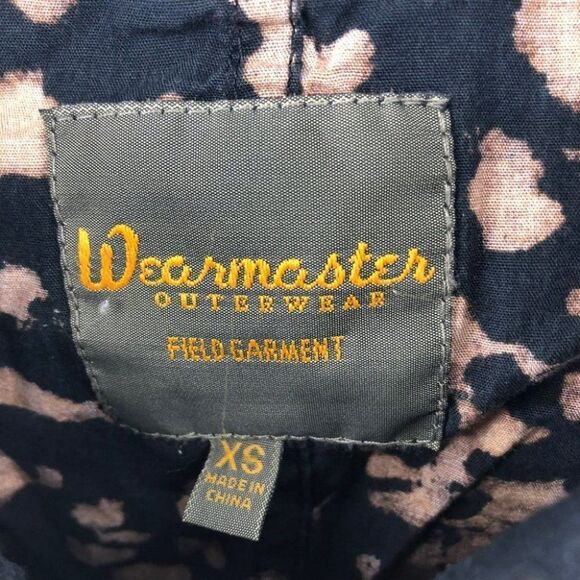 Wearmaster
OUTERWEAR
FIELD GARMENT
XS
MADE IN
CHINA